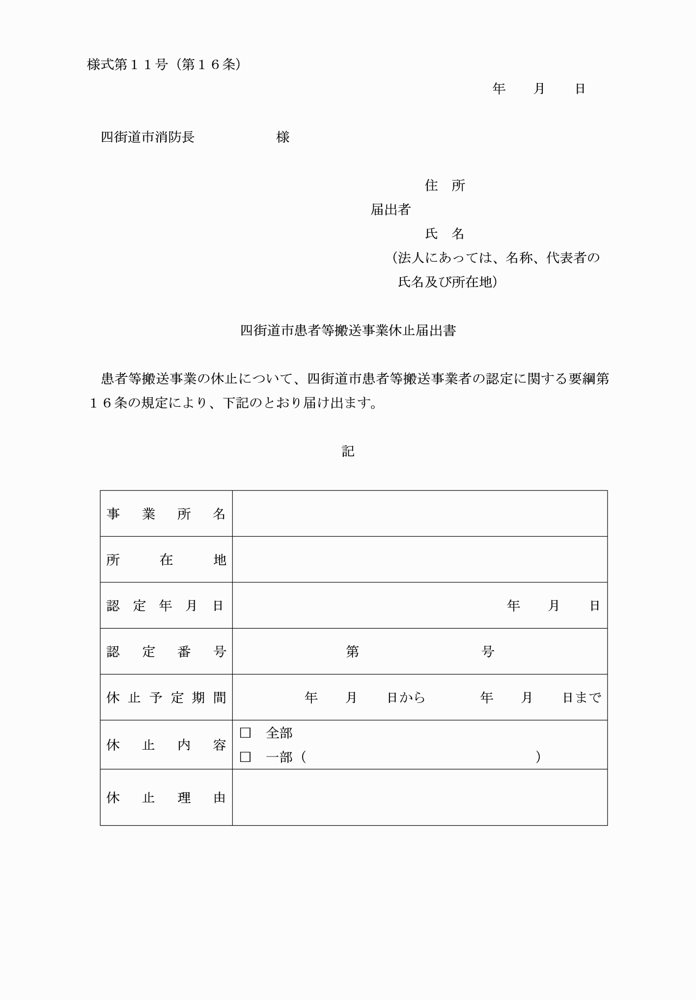 様式第１１号（第１６条）
年　　月　　日
四街道市消防長　　　　　　様
住　所
届出者
氏　名
（法人にあっては、名称、代表者の
氏名及び所在地）
四街道市患者等搬送事業休止届出書
患者等搬送事業の休止について、四街道市患者等搬送事業者の認定に関する要綱第
１６条の規定により、下記のとおり届け出ます。
記
事業所名
所在地
認定年月日　　年　　月　　日
認定番号　　第　　　　　　　　　号
休止予定期間　　年　　月　　日から　　　　年　　月　　日まで
休止内容
□　全部
□　一部（　　　　　　　　　　　　　　　　　）
休止理由